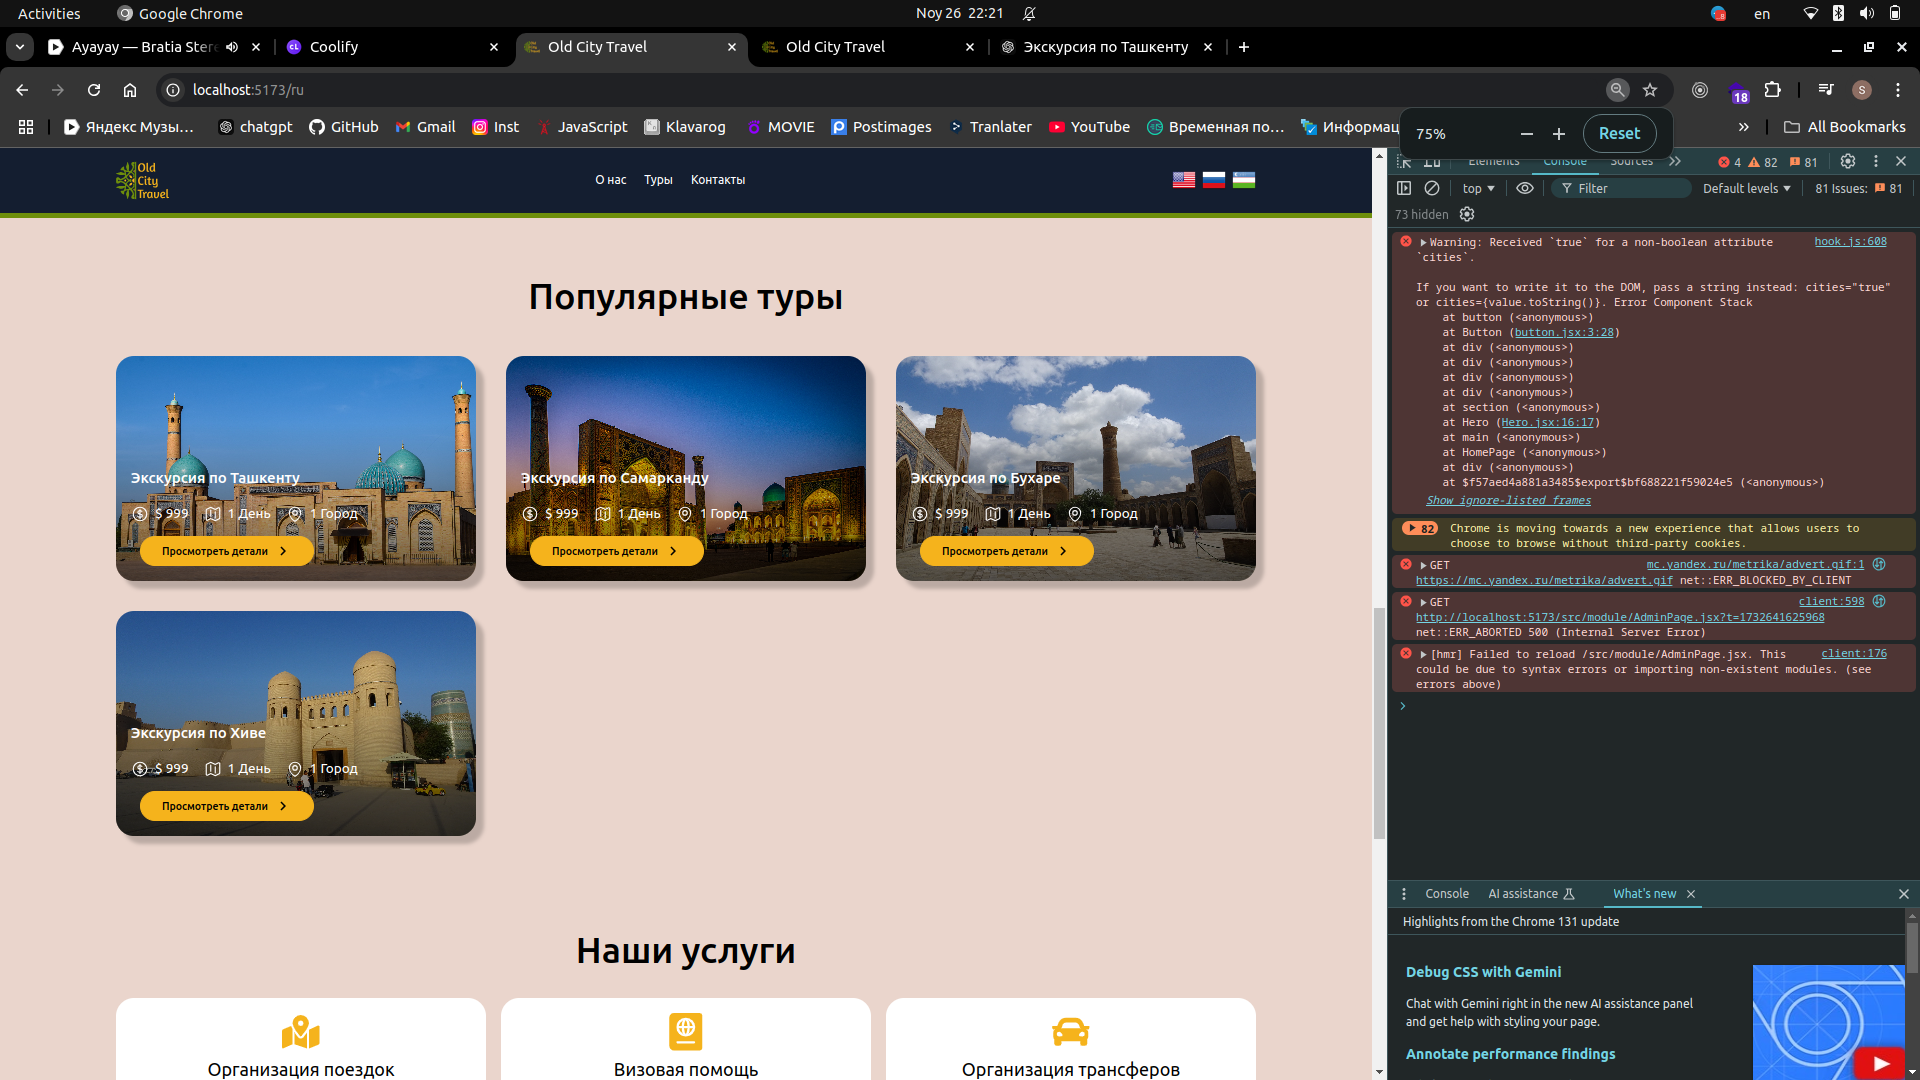 Activities
Google Chrome
Noy 26 22:21
en
Ayayay — Bratia Stere
Coolify
Old City Travel
Old City Travel
Экскурсия по Ташкенту
localhost:5173/ru
18
S
Яндекс Музы...
chatgpt
GitHub
Gmail
Inst
JavaScript
Klavarog
MOVIE
Postimages
Tranlater
YouTube
Временная по...
Информац
All Bookmarks
75%
Reset
Old
City
Travel
О нас
Туры
Контакты
Популярные туры
Экскурсия по Ташкенту
$ 999
1 День
1 Город
Просмотреть детали
Экскурсия по Самарканду
$ 999
1 День
1 Город
Просмотреть детали
Экскурсия по Бухаре
$ 999
1 День
1 Город
Просмотреть детали
Экскурсия по Хиве
$ 999
1 День
1 Город
Просмотреть детали
Наши услуги
Организация поездок
Визовая помощь
Организация трансферов
Elements
Console
Sources
4
82
81
top
Filter
Default levels
81 Issues:
81
73 hidden
Warning: Received `true` for a non-boolean attribute
hook.js:608
`cities`.
If you want to write it to the DOM, pass a string instead: cities="true"
or cities={value.toString()}. Error Component Stack
at button (<anonymous>)
at Button (button.jsx:3:28)
at div (<anonymous>)
at div (<anonymous>)
at div (<anonymous>)
at div (<anonymous>)
at section (<anonymous>)
at Hero (Hero.jsx:16:17)
at main (<anonymous>)
at HomePage (<anonymous>)
at div (<anonymous>)
at $f57aed4a881a3485$export$bf688221f59024e5 (<anonymous>)
Show ignore-listed frames
82
Chrome is moving towards a new experience that allows users to
choose to browse without third-party cookies.
GET
mc.yandex.ru/metrika/advert.gif:1
https://mc.yandex.ru/metrika/advert.gif net::ERR_BLOCKED_BY_CLIENT
GET
client:598
http://localhost:5173/src/module/AdminPage.jsx?t=1732641625968
net::ERR_ABORTED 500 (Internal Server Error)
[hmr] Failed to reload /src/module/AdminPage.jsx. This
client:176
could be due to syntax errors or importing non-existent modules. (see
errors above)
Console
AI assistance
What's new
Highlights from the Chrome 131 update
Debug CSS with Gemini
Chat with Gemini right in the new AI assistance panel
and get help with styling your page.
Annotate performance findings